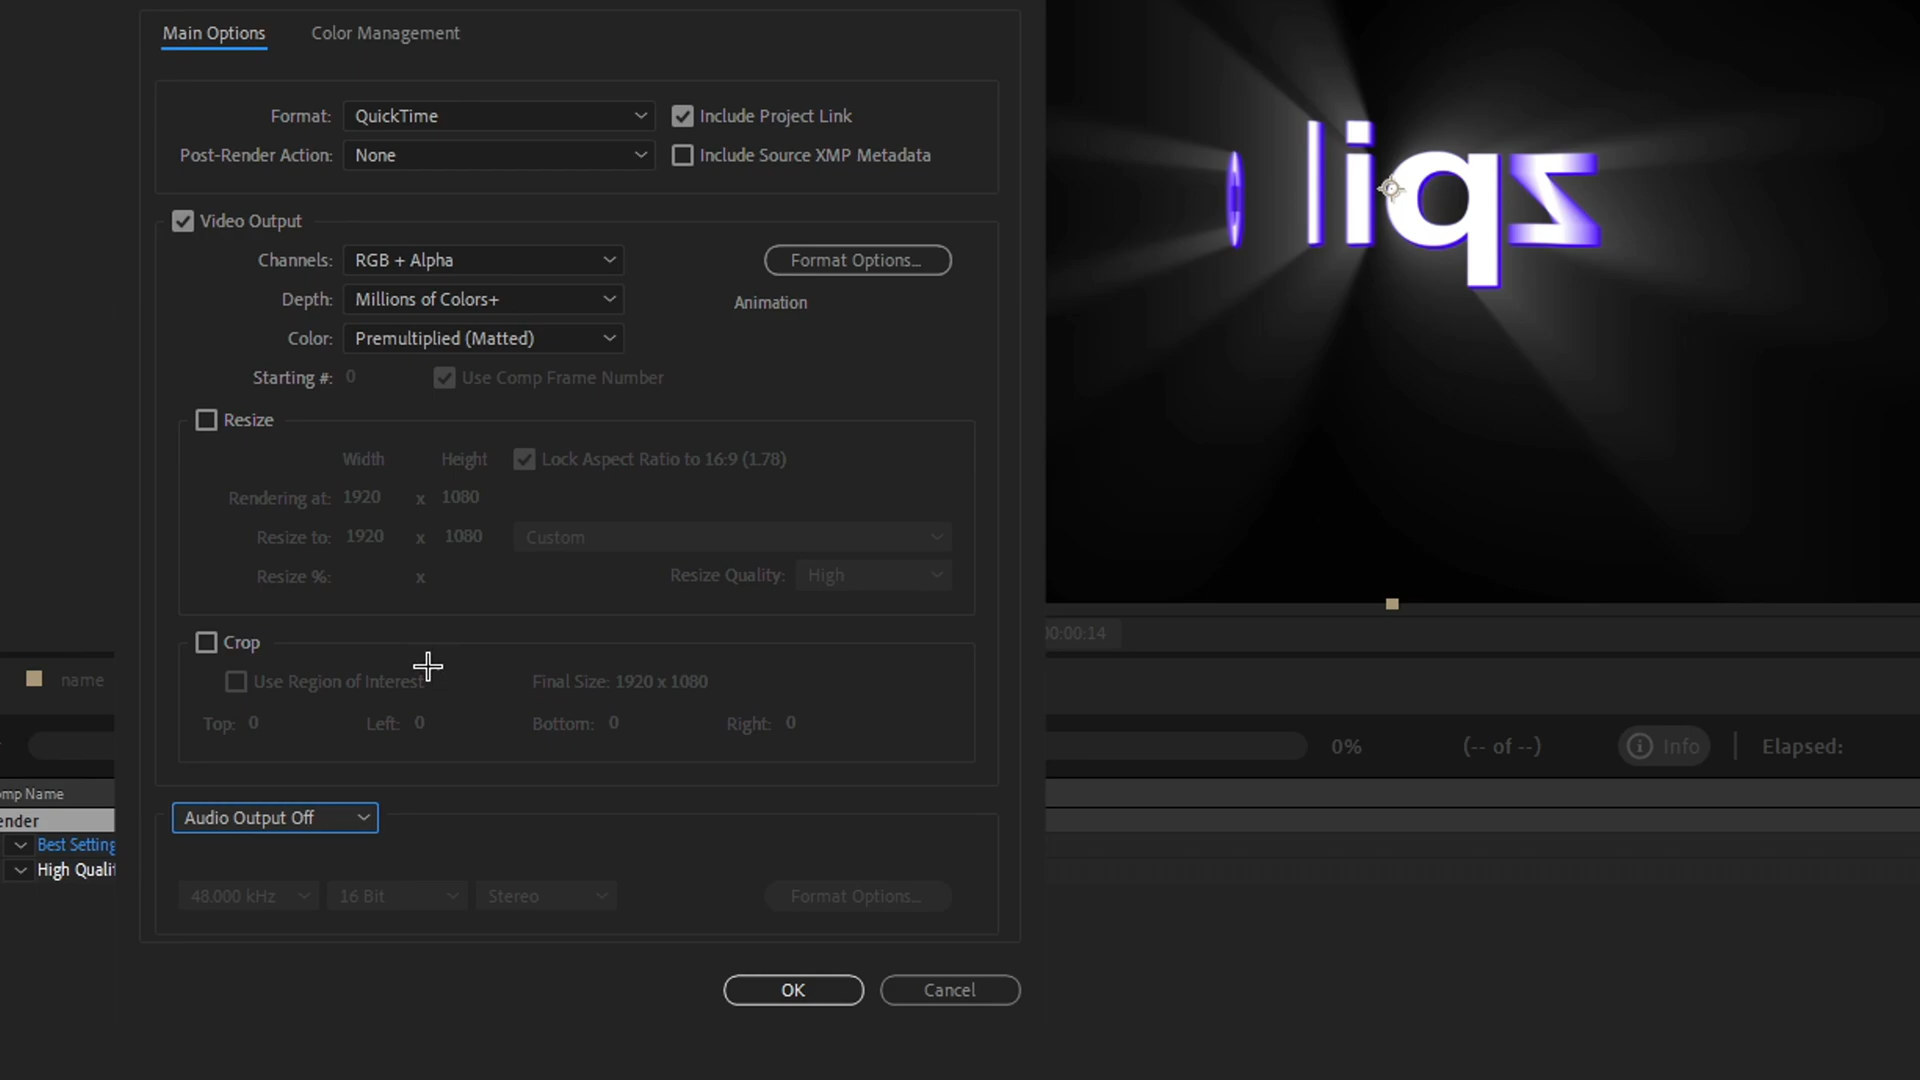 Main Options Color Management
Format: QuickTime Include Project Link
Post-Render Action: None Include Source XMP Metadata
Video Output
Channels: RGB + Alpha Format Options...
Depth: Millions of Colors+ Animation
Color: Premultiplied (Matted)
Starting #: 0 Use Comp Frame Number
Resize
Width Height Lock Aspect Ratio to 16:9 (1.78)
Rendering at: 1920 x 1080
Resize to: 1920 x 1080 Custom
Resize %: x Resize Quality: High
Crop
Use Region of Interest Final Size: 1920 x 1080
Top: 0 Left: 0 Bottom: 0 Right: 0
Audio Output Off
48.000 kHz 16 Bit Stereo Format Options...
OK Cancel
liqz
00:00:14
name
0% (-- of --) Info Elapsed:
omp Name
ender
Best Setting
High Qualit